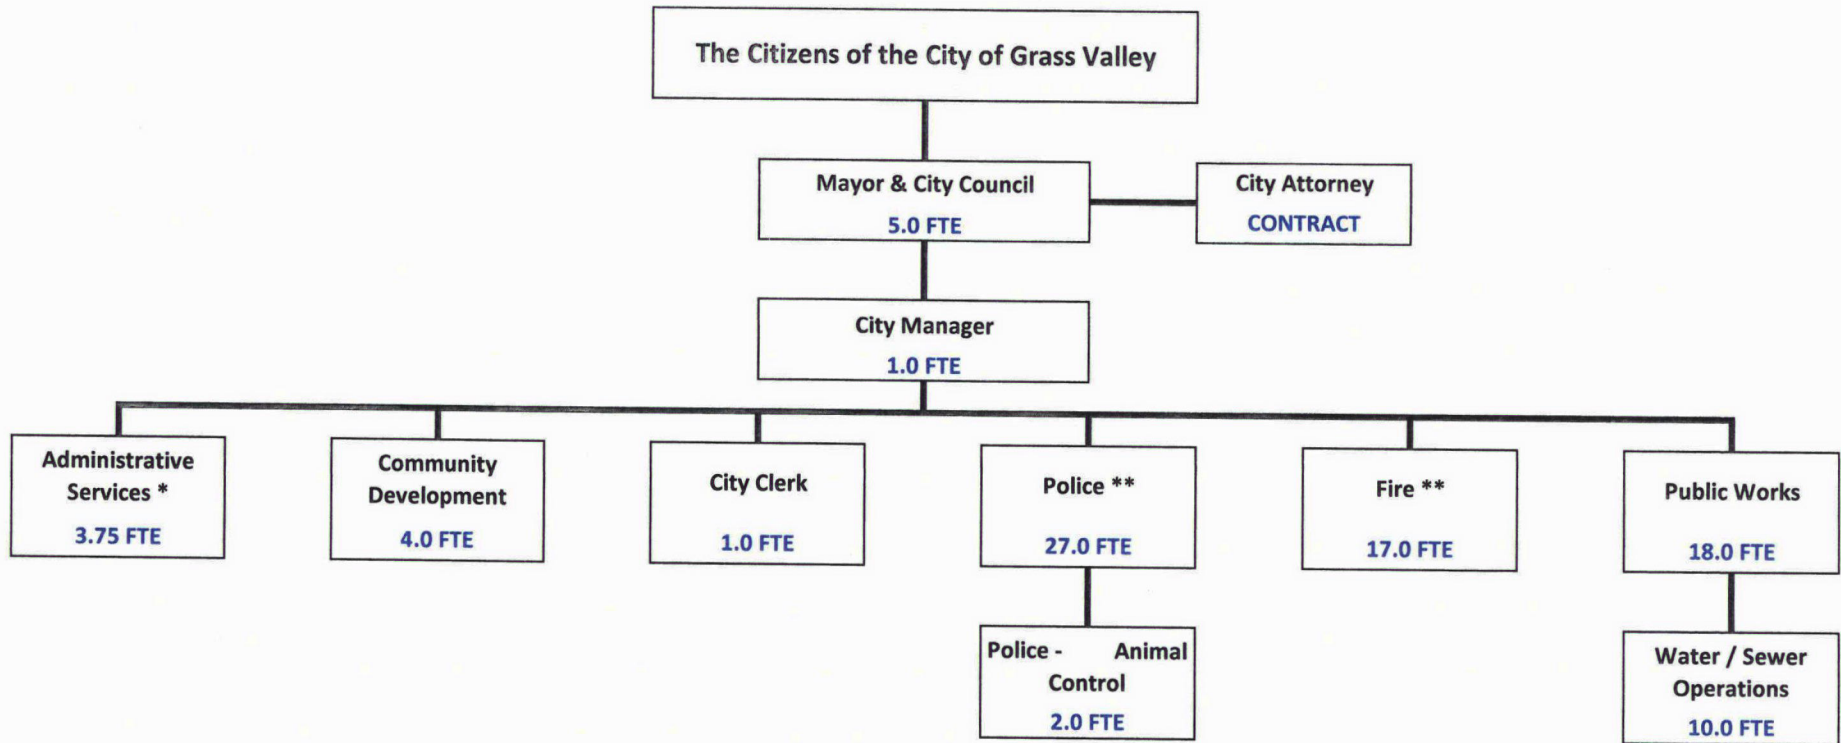 The Citizens of the City of Grass Valley
Mayor & City Council
5.0 FTE
City Attorney
CONTRACT
City Manager
1.0 FTE
Administrative
Services *
3.75 FTE
Community
Development
4.0 FTE
City Clerk
1.0 FTE
Police **
27.0 FTE
Fire **
17.0 FTE
Public Works
18.0 FTE
Police - Animal
Control
2.0 FTE
Water / Sewer
Operations
10.0 FTE